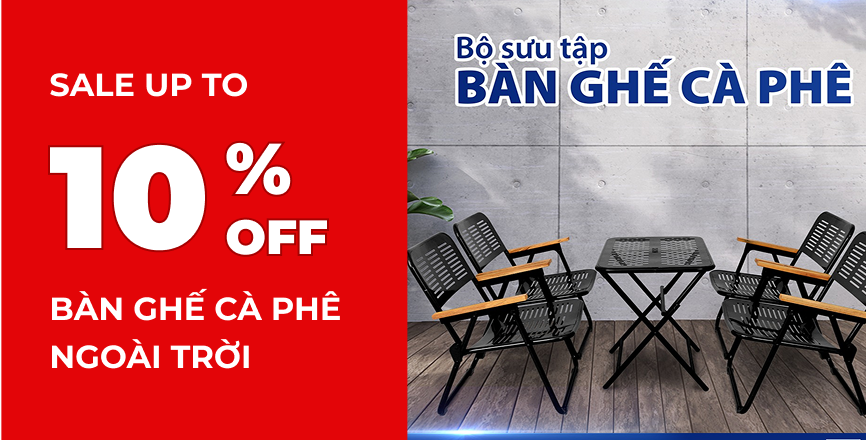 SALE UP TO
10%
OFF
BÀN GHẾ CÀ PHÊ
NGOÀI TRỜI
Bộ sưu tập
BÀN GHẾ CÀ PHÊ